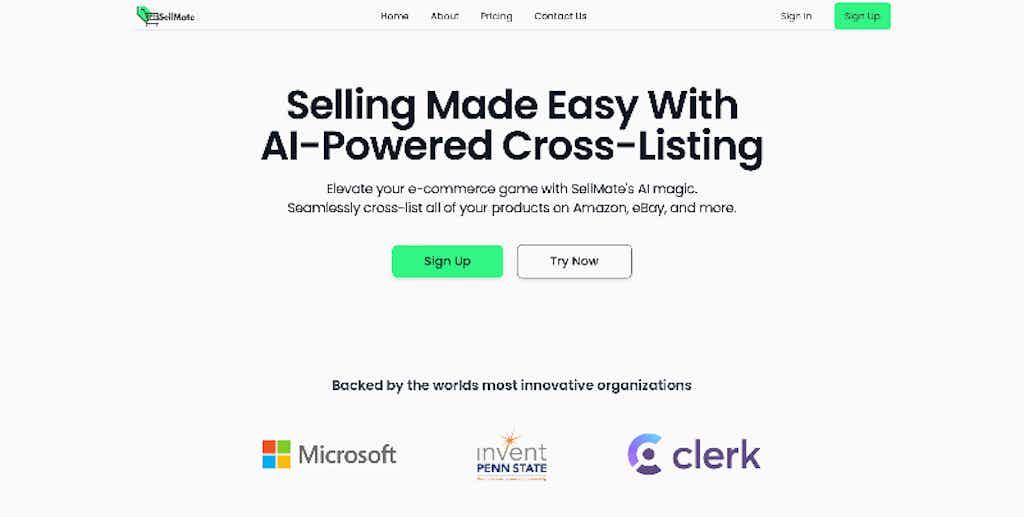 SellMate
Home About Pricing Contact Us
Sign In Sign Up
Selling Made Easy With
AI-Powered Cross-Listing
Elevate your e-commerce game with SellMate's AI magic.
Seamlessly cross-list all of your products on Amazon, eBay, and more.
Sign Up Try Now
Backed by the worlds most innovative organizations
Microsoft
invent
PENN STATE
clerk